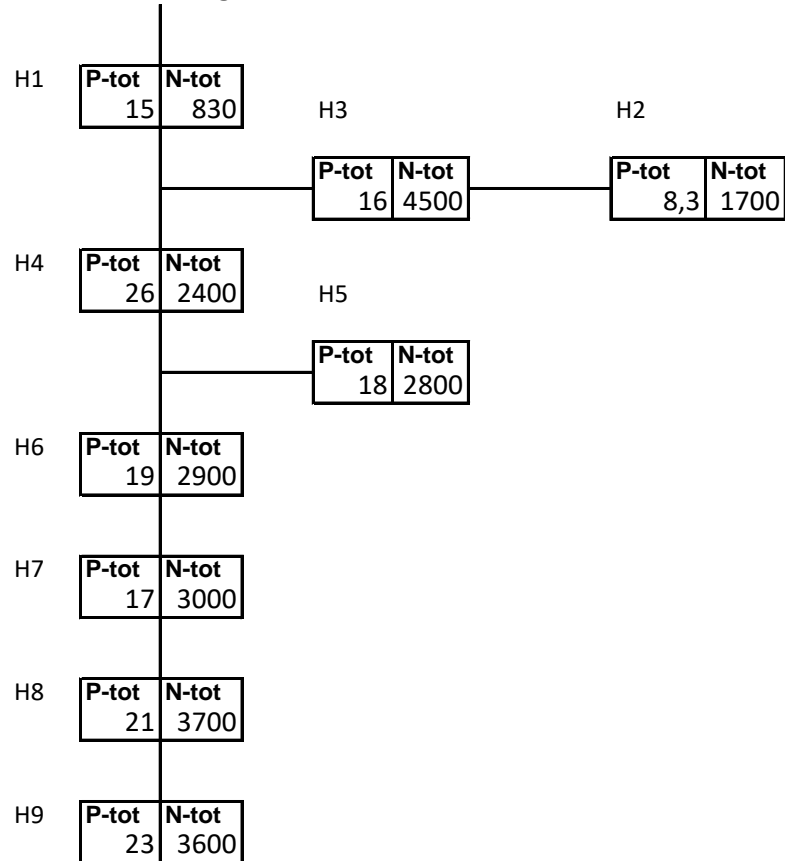 H1
P-tot N-tot
15 830
H3
H2
P-tot N-tot
16 4500
P-tot N-tot
8,3 1700
H4
P-tot N-tot
26 2400
H5
P-tot N-tot
18 2800
H6
P-tot N-tot
19 2900
H7
P-tot N-tot
17 3000
H8
P-tot N-tot
21 3700
H9
P-tot N-tot
23 3600